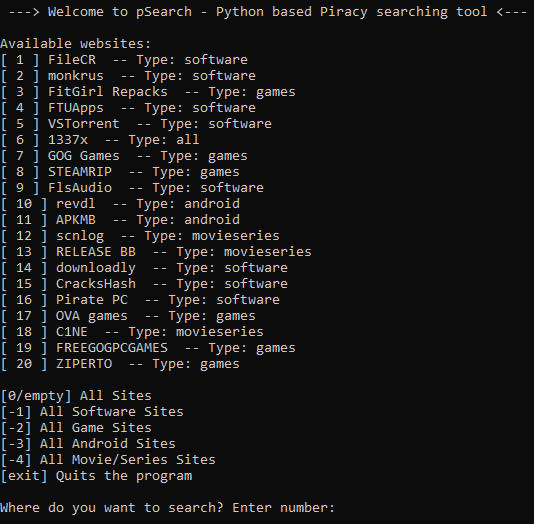 ---> Welcome to pSearch - Python based Piracy searching tool <---
Available websites:
[ 1 ] FileCR -- Type: software
[ 2 ] monkrus -- Type: software
[ 3 ] FitGirl Repacks -- Type: games
[ 4 ] FTUApps -- Type: software
[ 5 ] VSTorrent -- Type: software
[ 6 ] 1337x -- Type: all
[ 7 ] GOG Games -- Type: games
[ 8 ] STEAMRIP -- Type: games
[ 9 ] FlsAudio -- Type: software
[ 10 ] revdl -- Type: android
[ 11 ] APKMB -- Type: android
[ 12 ] scnlog -- Type: movieseries
[ 13 ] RELEASE BB -- Type: movieseries
[ 14 ] downloadly -- Type: software
[ 15 ] CracksHash -- Type: software
[ 16 ] Pirate PC -- Type: software
[ 17 ] OVA games -- Type: games
[ 18 ] C1NE -- Type: movieseries
[ 19 ] FREEGOGPCGAMES -- Type: games
[ 20 ] ZIPERTO -- Type: games
[0/empty] All Sites
[-1] All Software Sites
[-2] All Game Sites
[-3] All Android Sites
[-4] All Movie/Series Sites
[exit] Quits the program
Where do you want to search? Enter number: